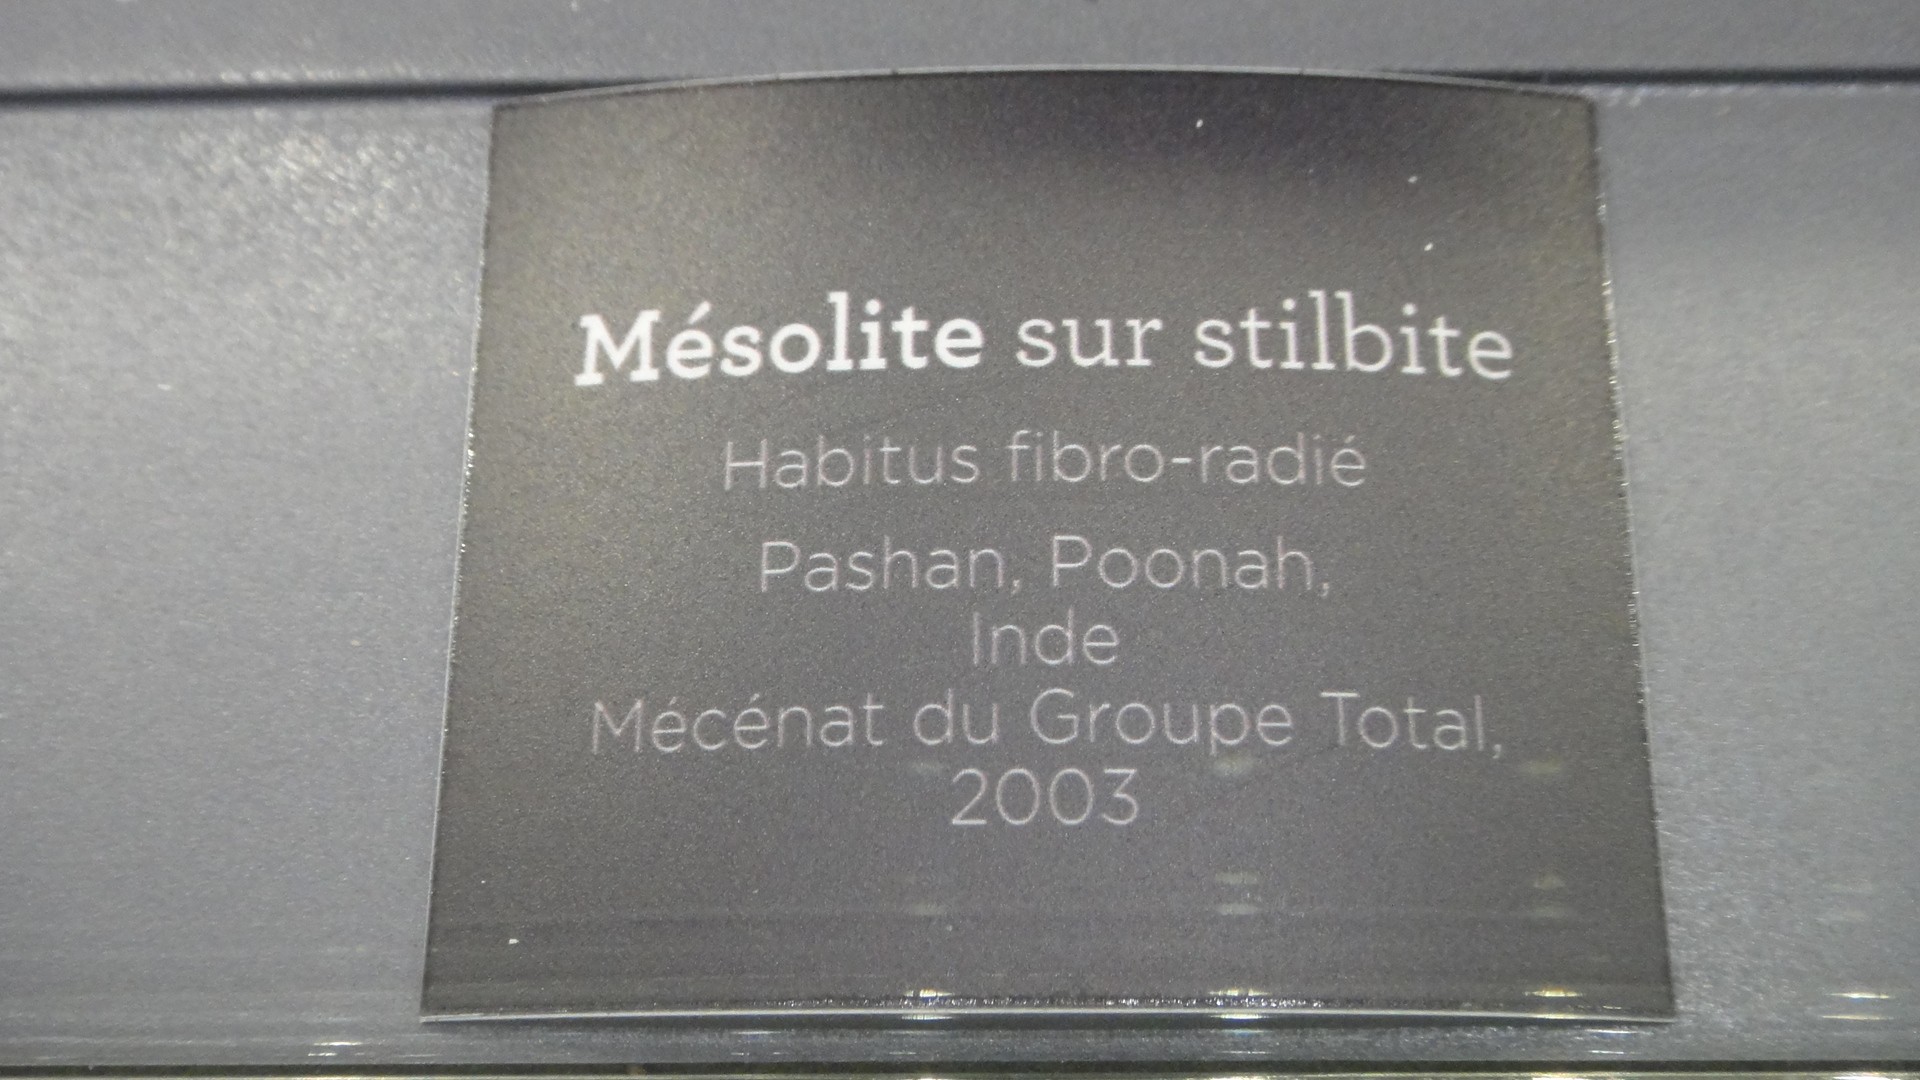 Mésolite sur stilbite
Habitus fibro-radié
Pashan, Poonah,
Inde
Mécénat du Groupe Total,
2003